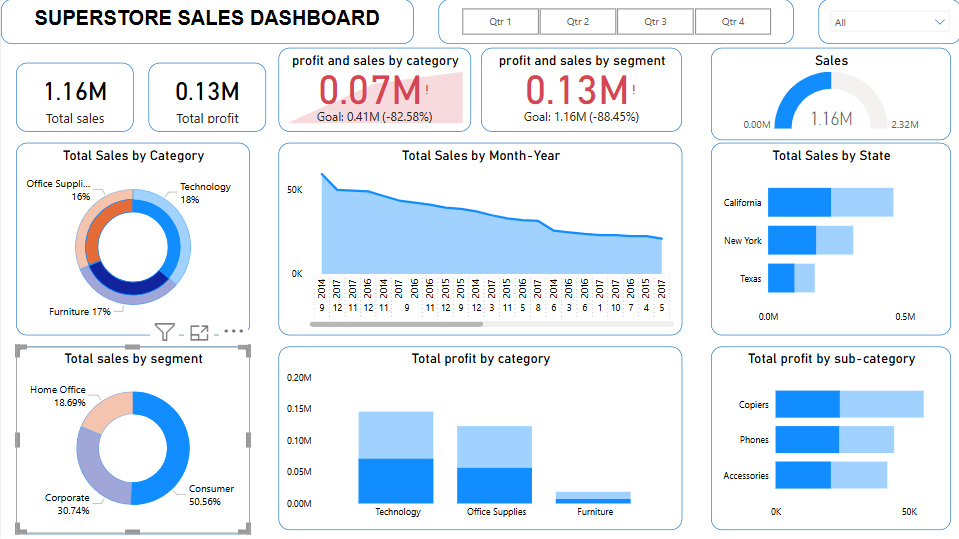 SUPERSTORE SALES DASHBOARD
Qtr 1
Qtr 2
Qtr 3
Qtr 4
All
1.16M
Total sales
0.13M
Total profit
profit and sales by category
0.07M!
Goal: 0.41M (-82.58%)
profit and sales by segment
0.13M!
Goal: 1.16M (-88.45%)
Sales
1.16M
0.00M
2.32M
Total Sales by Category
Office Suppli...
16%
Technology
18%
Furniture 17%
Total Sales by Month-Year
50K
0K
2014 2017 2017 2016 2014 2017 2016 2016 2015 2015 2014 2017 2015 2016 2017 2014 2016 2016 2017 2017 2016 2015 2017
9 12 11 12 11 9 11 12 11 12 3 11 5 8 6 1 10 7 4 5
Total Sales by State
California
New York
Texas
0.0M
0.5M
Total sales by segment
Home Office
18.69%
Corporate
30.74%
Consumer
50.56%
Total profit by category
0.20M
0.15M
0.10M
0.05M
0.00M
Technology
Office Supplies
Furniture
Total profit by sub-category
Copiers
Phones
Accessories
0K
50K